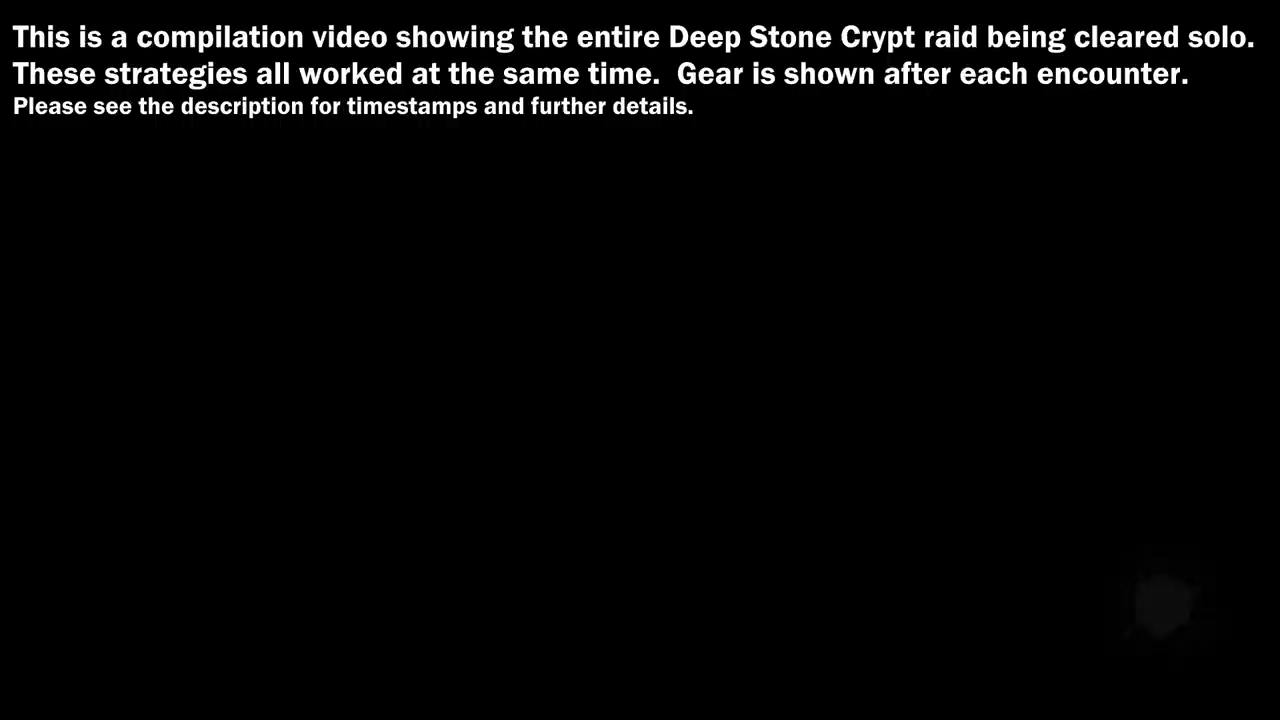 This is a compilation video showing the entire Deep Stone Crypt raid being cleared solo.
These strategies all worked at the same time.  Gear is shown after each encounter.
Please see the description for timestamps and further details.